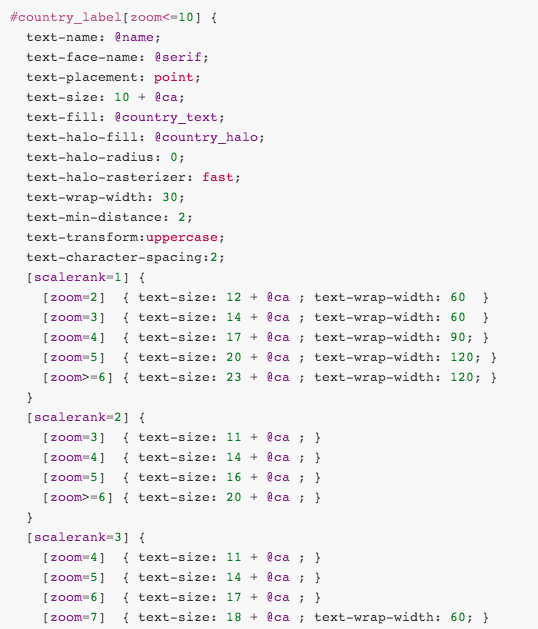 #country_label[zoom<=10] {
  text-name: @name;
  text-face-name: @serif;
  text-placement: point;
  text-size: 10 + @ca;
  text-fill: @country_text;
  text-halo-fill: @country_halo;
  text-halo-radius: 0;
  text-halo-rasterizer: fast;
  text-wrap-width: 30;
  text-min-distance: 2;
  text-transform:uppercase;
  text-character-spacing:2;
  [scalerank=1] {
    [zoom=2]  { text-size: 12 + @ca ; text-wrap-width: 60  }
    [zoom=3]  { text-size: 14 + @ca ; text-wrap-width: 60  }
    [zoom=4]  { text-size: 17 + @ca ; text-wrap-width: 90; }
    [zoom=5]  { text-size: 20 + @ca ; text-wrap-width: 120; }
    [zoom>=6] { text-size: 23 + @ca ; text-wrap-width: 120; }
  }
  [scalerank=2] {
    [zoom=3]  { text-size: 11 + @ca ; }
    [zoom=4]  { text-size: 14 + @ca ; }
    [zoom=5]  { text-size: 16 + @ca ; }
    [zoom>=6] { text-size: 20 + @ca ; }
  }
  [scalerank=3] {
    [zoom=4]  { text-size: 11 + @ca ; }
    [zoom=5]  { text-size: 14 + @ca ; }
    [zoom=6]  { text-size: 17 + @ca ; }
    [zoom=7]  { text-size: 18 + @ca ; text-wrap-width: 60; }